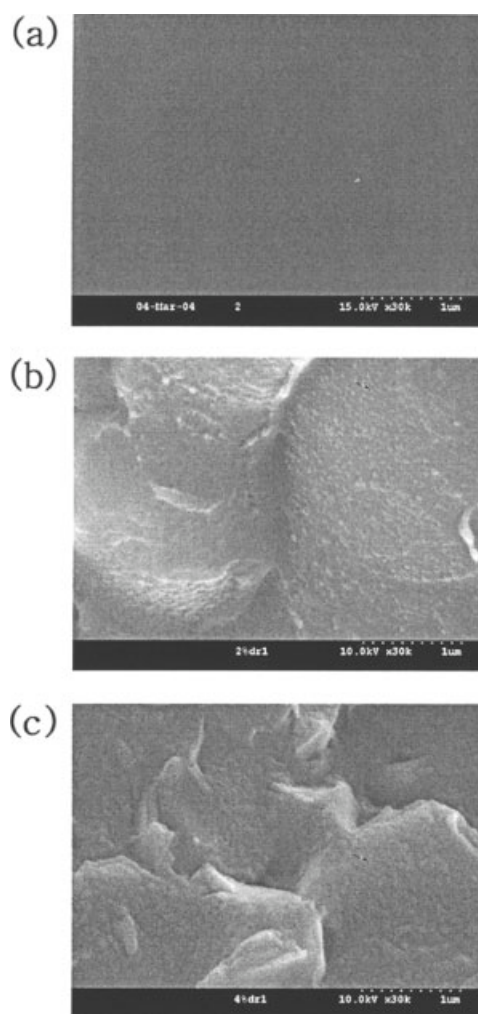 (a)
04-Mar-04 2 15.0kV x30k 1um
(b)
2%dr1 10.0kV x30k 1um
(c)
4%dr1 10.0kV x30k 1um